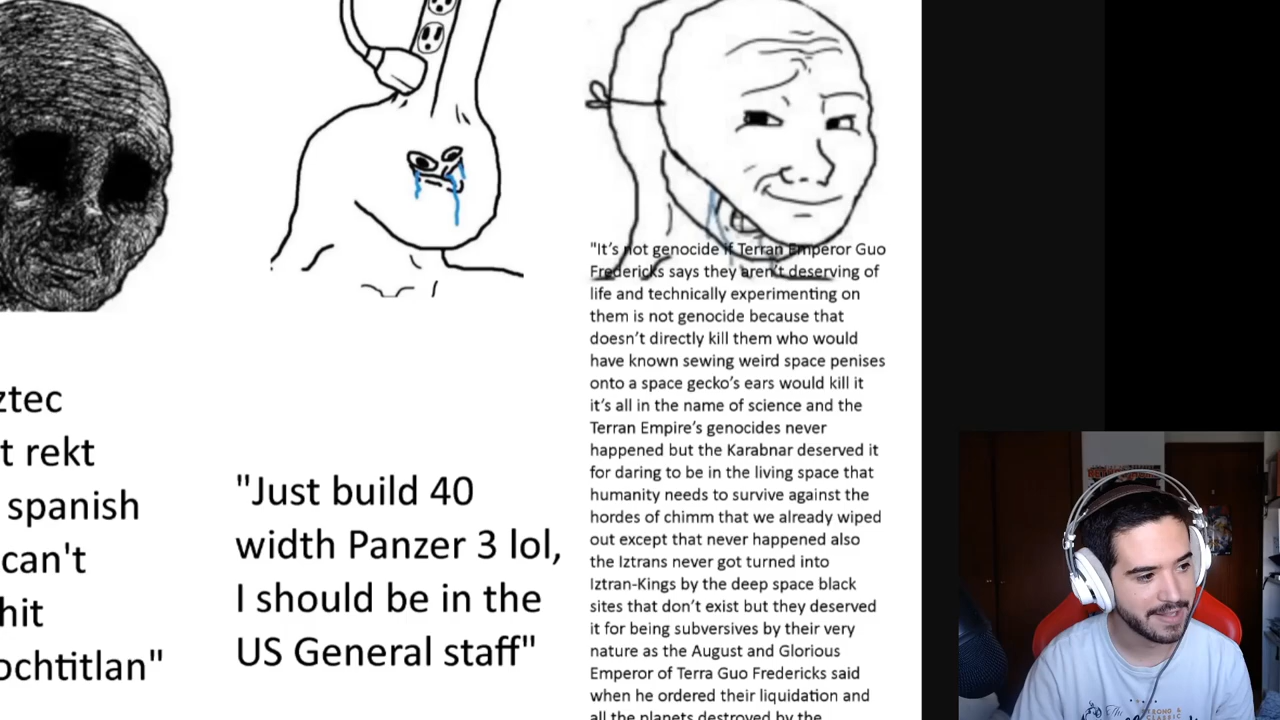 ztec
t rekt
spanish
can't
hit
ochtitlan"
"Just build 40
width Panzer 3 lol,
I should be in the
US General staff"
"It's not genocide if Terran Emperor Guo
Fredericks says they aren't deserving of
life and technically experimenting on
them is not genocide because that
doesn't directly kill them who would
have known sewing weird space penises
onto a space gecko's ears would kill it
it's all in the name of science and the
Terran Empire's genocides never
happened but the Karabnar deserved it
for daring to be in the living space that
humanity needs to survive against the
hordes of chimm that we already wiped
out except that never happened also
the Iztrans never got turned into
Iztran-Kings by the deep space black
sites that don't exist but they deserved
it for being subversives by their very
nature as the August and Glorious
Emperor of Terra Guo Fredericks said
when he ordered their liquidation and
all the planets destroyed by the